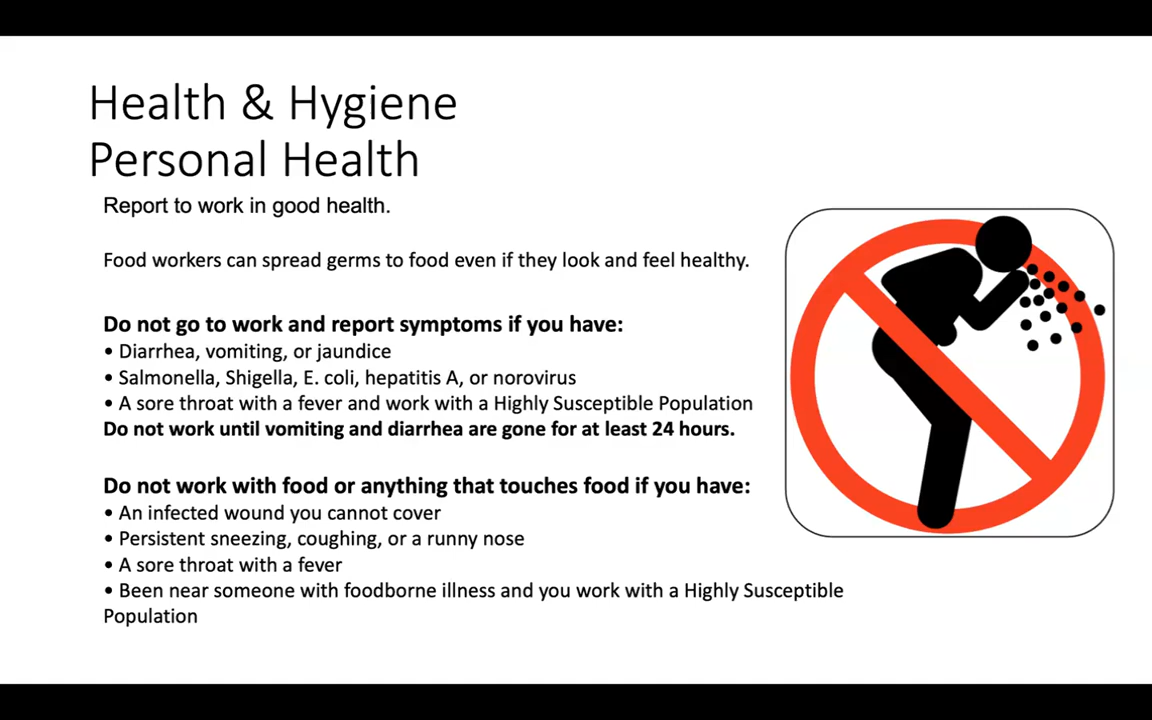 Health & Hygiene
Personal Health
Report to work in good health.
Food workers can spread germs to food even if they look and feel healthy.
Do not go to work and report symptoms if you have:
• Diarrhea, vomiting, or jaundice
• Salmonella, Shigella, E. coli, hepatitis A, or norovirus
• A sore throat with a fever and work with a Highly Susceptible Population
Do not work until vomiting and diarrhea are gone for at least 24 hours.
Do not work with food or anything that touches food if you have:
• An infected wound you cannot cover
• Persistent sneezing, coughing, or a runny nose
• A sore throat with a fever
• Been near someone with foodborne illness and you work with a Highly Susceptible
Population